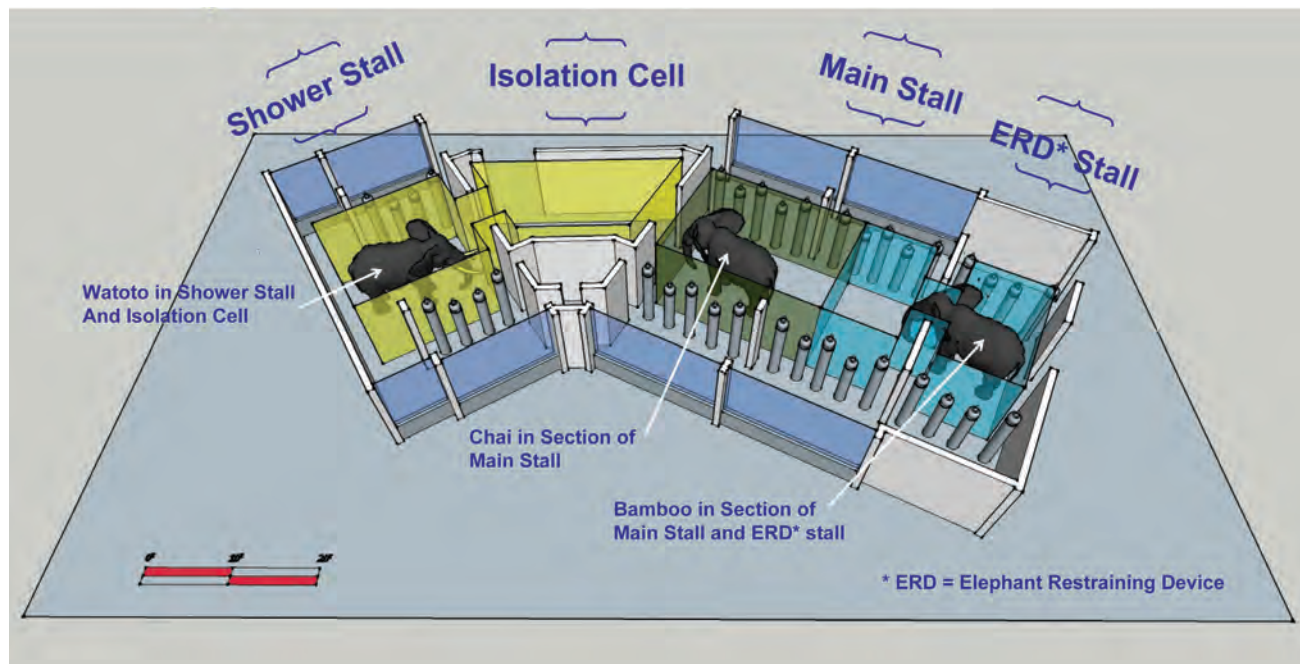 Shower Stall
Isolation Cell
Main Stall
ERD* Stall
Watoto in Shower Stall
And Isolation Cell
Chai in Section of
Main Stall
Bamboo in Section of
Main Stall and ERD* stall
* ERD = Elephant Restraining Device